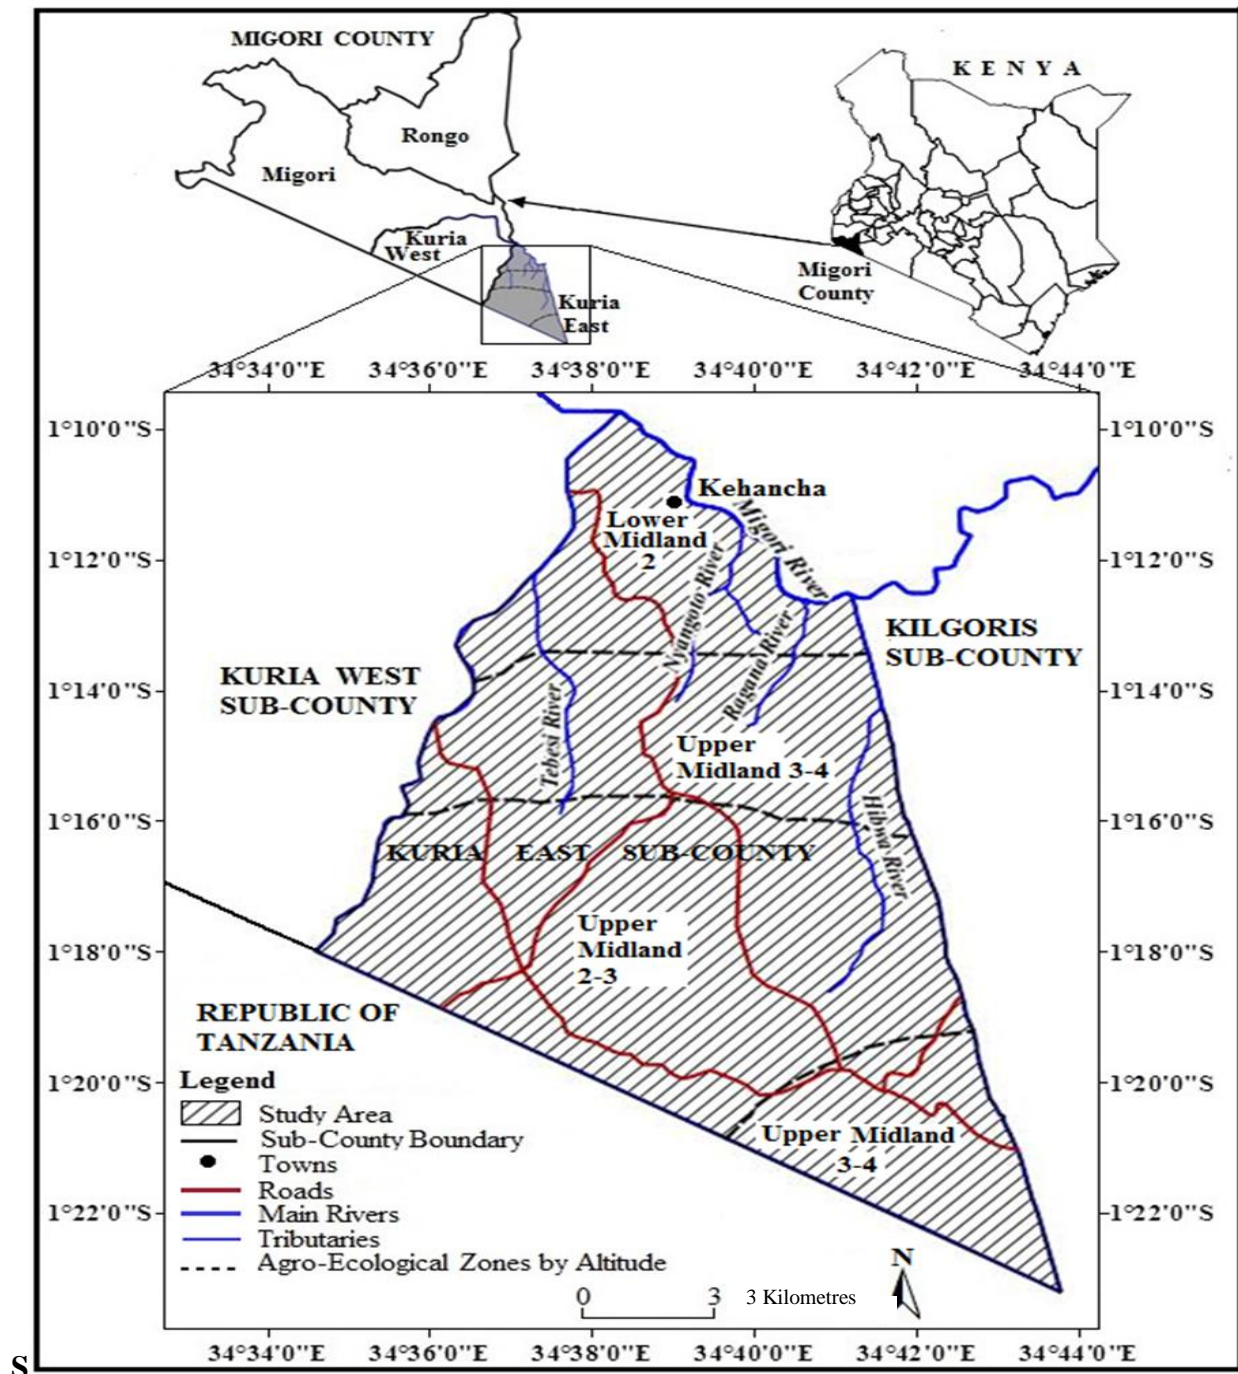 MIGORI COUNTY
K E N Y A
Rongo
Migori
Kuria
West
Migori
County
Kuria
East
34°34'0"E 34°36'0"E 34°38'0"E 34°40'0"E 34°42'0"E 34°44'0"E
1°10'0"S 1°10'0"S
Kehancha
Lower
Midland
2
Migori River
1°12'0"S 1°12'0"S
Nyangoto River
Ragana River
KILGORIS
SUB-COUNTY
KURIA WEST
SUB-COUNTY
1°14'0"S 1°14'0"S
Tebesi River
Upper
Midland 3-4
1°16'0"S 1°16'0"S
Hibwa River
KURIA EAST SUB-COUNTY
Upper
Midland
2-3
1°18'0"S 1°18'0"S
REPUBLIC OF
TANZANIA
Legend
1°20'0"S 1°20'0"S
Study Area
Sub-County Boundary
Towns
Roads
Main Rivers
Tributaries
Agro-Ecological Zones by Altitude
Upper Midland
3-4
1°22'0"S 1°22'0"S
N
0 3 3 Kilometres
34°34'0"E 34°36'0"E 34°38'0"E 34°40'0"E 34°42'0"E 34°44'0"E
S